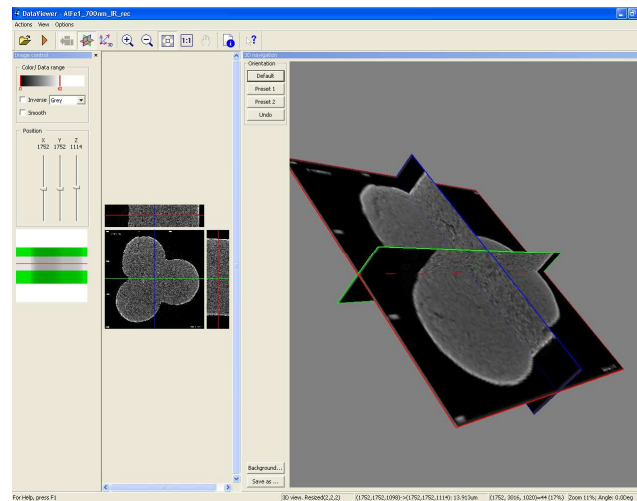 DataViewer - AlFe1_700nm_IR_rec
Actions View Options
1:1
Image control
Color/Data range
0
Inverse Grey
Smooth
Position
X Y Z
1752 1752 1114
3D navigation
Orientation
Default
Preset 1
Preset 2
Undo
Background...
Save as ...
For Help, press F1
3D view. Resized(2,2,2) (1752,1752,1098)->(1752,1752,1114): 13.913um (1752, 3016, 1020)=44 (17%) Zoom 11%; Angle: 0.0Deg